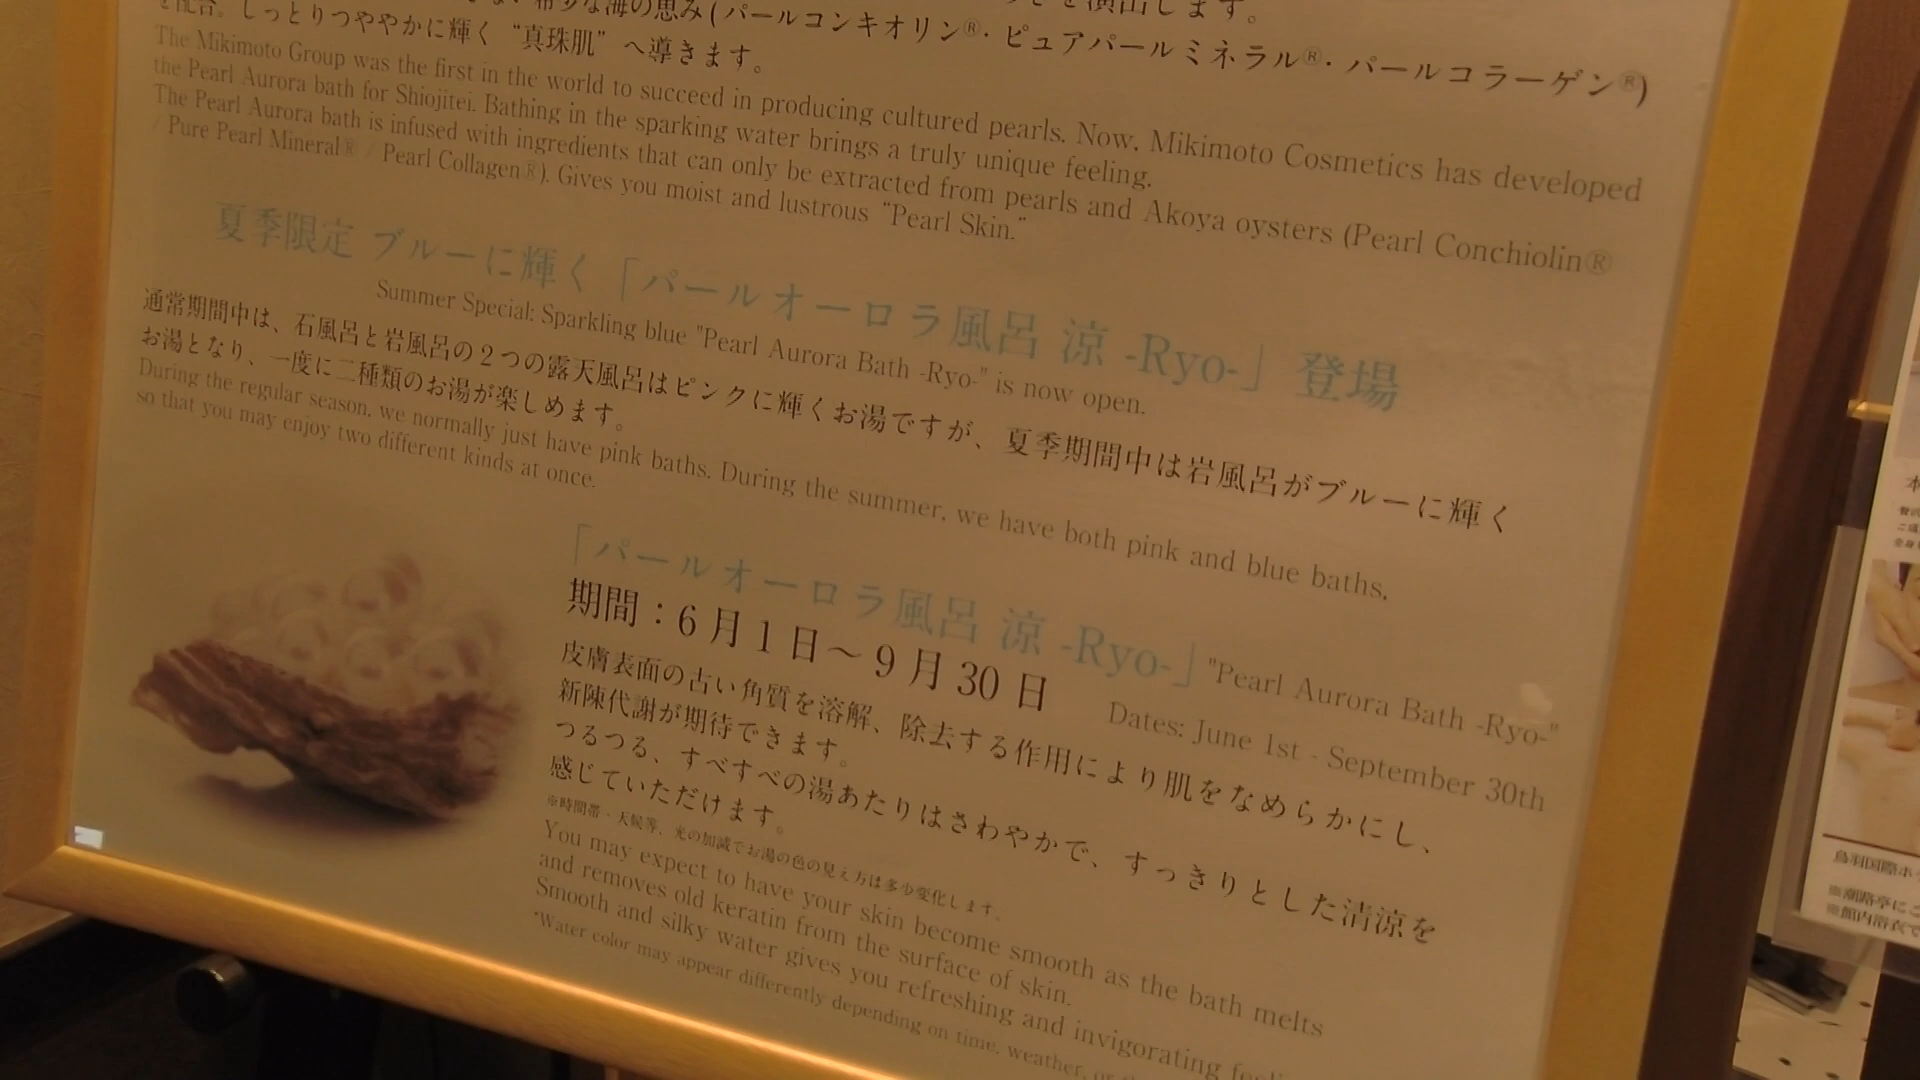 を演出します。
海の恵み(パールコンキオリン®・ピュアパールミネラル®・パールコラーゲン®)
を配合。しっとりつややかに輝く“真珠肌”へ導きます。
The Mikimoto Group was the first in the world to succeed in producing cultured pearls. Now, Mikimoto Cosmetics has developed
the Pearl Aurora bath for Shiojitei. Bathing in the sparking water brings a truly unique feeling.
The Pearl Aurora bath is infused with ingredients that can only be extracted from pearls and Akoya oysters (Pearl Conchiolin®
/ Pure Pearl Mineral® / Pearl Collagen®). Gives you moist and lustrous "Pearl Skin."
夏季限定 ブルーに輝く「パールオーロラ風呂 涼 -Ryo-」登場
Summer Special: Sparkling blue "Pearl Aurora Bath -Ryo-" is now open.
通常期間中は、石風呂と岩風呂の2つの露天風呂はピンクに輝くお湯ですが、夏季期間中は岩風呂がブルーに輝く
お湯となり、一度に二種類のお湯が楽しめます。
During the regular season, we normally just have pink baths. During the summer, we have both pink and blue baths,
so that you may enjoy two different kinds at once.
「パールオーロラ風呂 涼 -Ryo-」"Pearl Aurora Bath -Ryo-"
期間:6月1日~9月30日 Dates: June 1st - September 30th
皮膚表面の古い角質を溶解、除去する作用により肌をなめらかにし、
新陳代謝が期待できます。
つるつる、すべすべの湯あたりはさわやかで、すっきりとした清涼を
感じていただけます。
※時間帯・天候等、光の加減でお湯の色の見え方は多少変化します。
You may expect to have your skin become smooth as the bath melts
and removes old keratin from the surface of skin.
Smooth and silky water gives you refreshing and invigorating
*Water color may appear differently depending on time, weather, or
鳥羽国際ホ
※潮路亭にご
※館内浴衣で